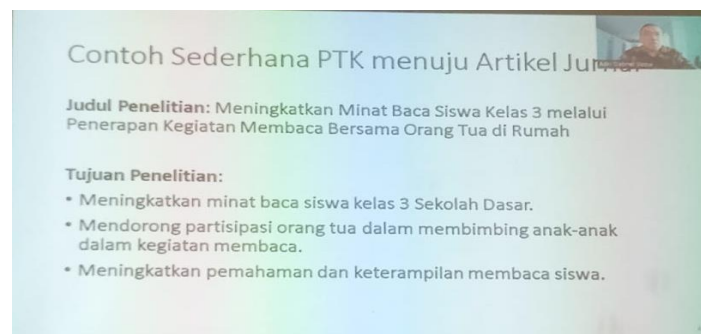 Contoh Sederhana PTK menuju Artikel Jurnal
Judul Penelitian: Meningkatkan Minat Baca Siswa Kelas 3 melalui
Penerapan Kegiatan Membaca Bersama Orang Tua di Rumah
Tujuan Penelitian:
• Meningkatkan minat baca siswa kelas 3 Sekolah Dasar.
• Mendorong partisipasi orang tua dalam membimbing anak-anak
dalam kegiatan membaca.
• Meningkatkan pemahaman dan keterampilan membaca siswa.